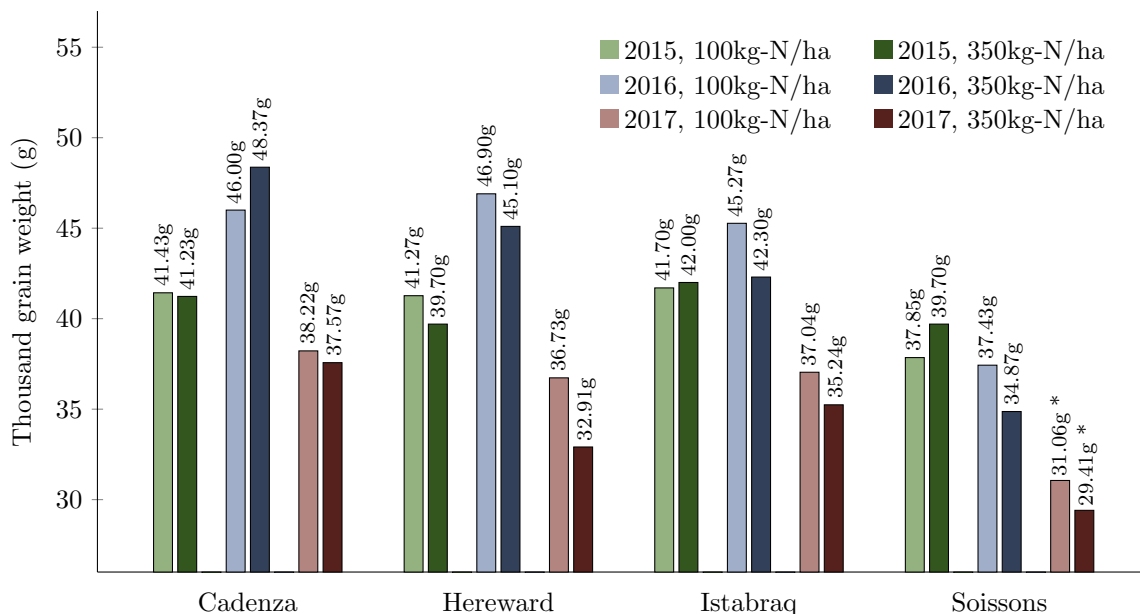 Thousand grain weight (g)
55
50
45
40
35
30
2015, 100kg-N/ha
2015, 350kg-N/ha
2016, 100kg-N/ha
2016, 350kg-N/ha
2017, 100kg-N/ha
2017, 350kg-N/ha
41.43g
41.23g
46.00g
48.37g
38.22g
37.57g
41.27g
39.70g
46.90g
45.10g
36.73g
32.91g
41.70g
42.00g
45.27g
42.30g
37.04g
35.24g
37.85g
39.70g
37.43g
34.87g
31.06g *
29.41g *
Cadenza
Hereward
Istabraq
Soissons